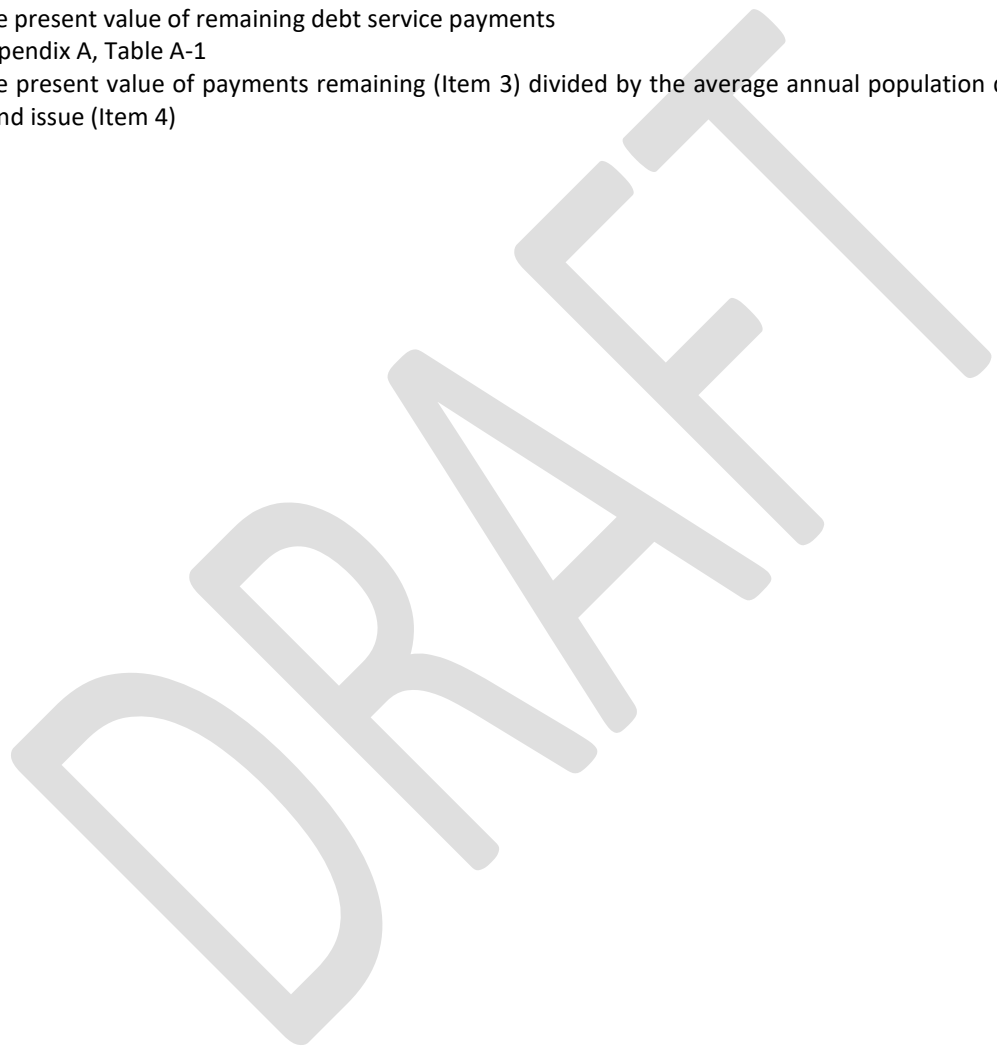 e present value of remaining debt service payments
pendix A, Table A-1
e present value of payments remaining (Item 3) divided by the average annual population
nd issue (Item 4)
DRAFT